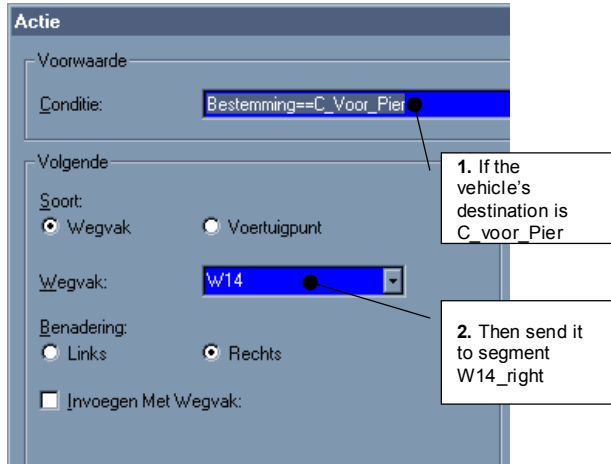 Actie
Voorwaarde
Conditie:
Bestemming==C_Voor_Pier
1. If the
vehicle's
destination is
C_voor_Pier
Volgende
Soort:
Wegvak
Voertuigpunt
Wegvak:
W14
2. Then send it
to segment
W14_right
Benadering:
Links
Rechts
Invoegen Met Wegvak: